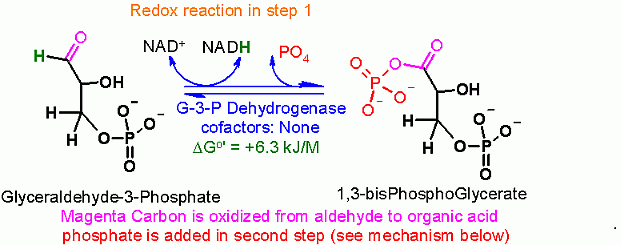 Redox reaction in step 1
NAD+ NADH PO4
H O
OH
H
H O P O− O− O
G-3-P Dehydrogenase
cofactors: None
ΔGo' = +6.3 kJ/M
O− P O O
O O− OH
H
H O P O− O− O
Glyceraldehyde-3-Phosphate 1,3-bisPhosphoGlycerate
Magenta Carbon is oxidized from aldehyde to organic acid
phosphate is added in second step (see mechanism below)